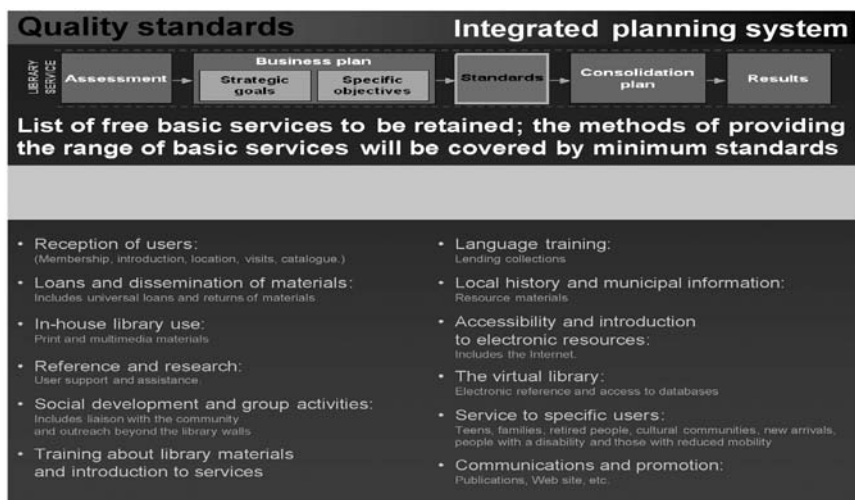 Quality standards
Integrated planning system
LIBRARY
SERVICE
Assessment
Business plan
Strategic
goals
Specific
objectives
Standards
Consolidation
plan
Results
List of free basic services to be retained; the methods of providing
the range of basic services will be covered by minimum standards
• Reception of users:
(Membership, introduction, location, visits, catalogue.)
• Loans and dissemination of materials:
Includes universal loans and returns of materials
• In-house library use:
Print and multimedia materials
• Reference and research:
User support and assistance.
• Social development and group activities:
Includes liaison with the community
and outreach beyond the library walls
• Training about library materials
and introduction to services
• Language training:
Lending collections
• Local history and municipal information:
Resource materials
• Accessibility and introduction
to electronic resources:
Includes the Internet.
• The virtual library:
Electronic reference and access to databases
• Service to specific users:
Teens, families, retired people, cultural communities, new arrivals,
people with a disability and those with reduced mobility
• Communications and promotion:
Publications, Web site, etc.